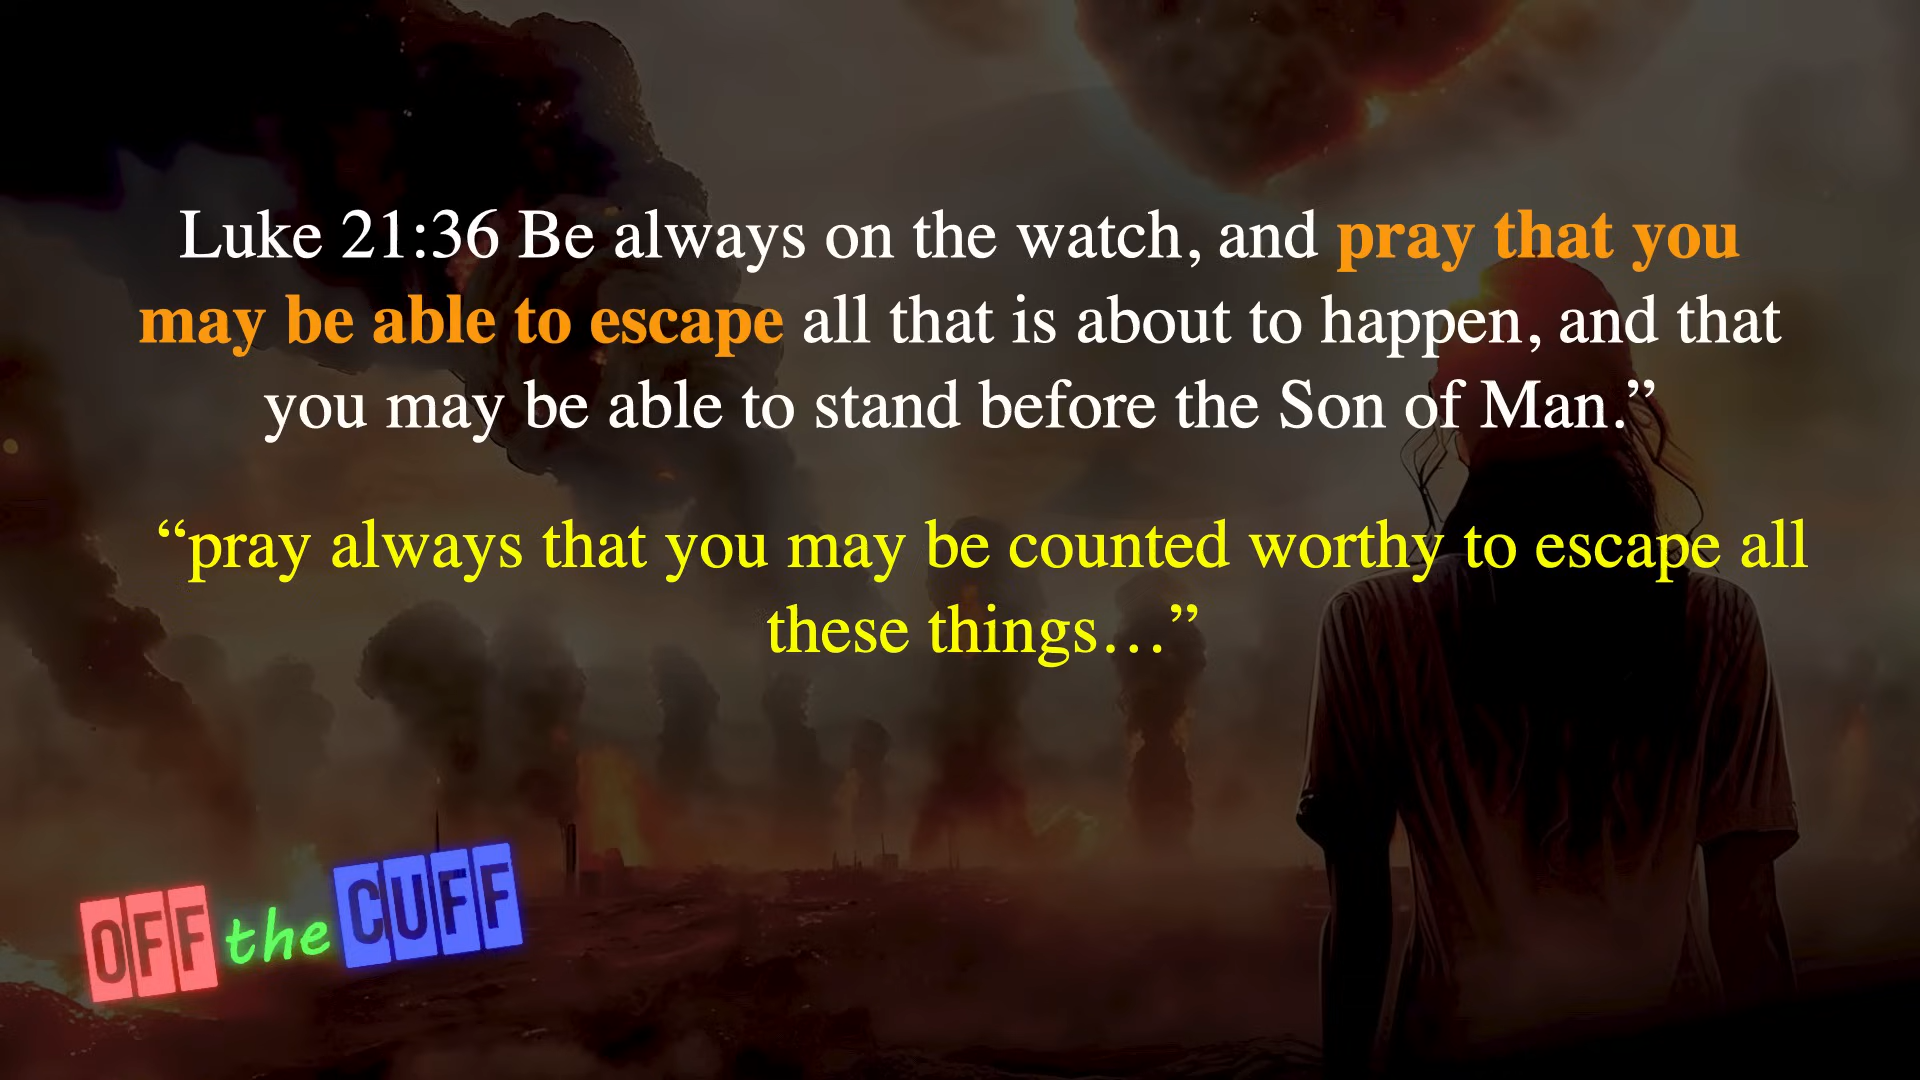 Luke 21:36 Be always on the watch, and pray that you
may be able to escape all that is about to happen, and that
you may be able to stand before the Son of Man.”
“pray always that you may be counted worthy to escape all
these things…”
OFF the CUFF